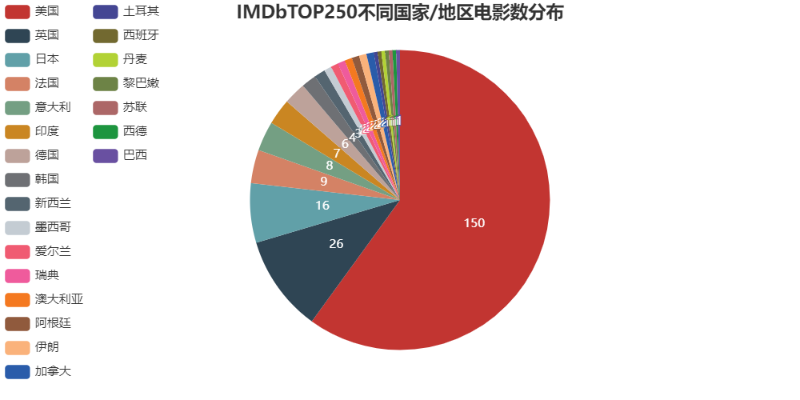 IMDbTOP250不同国家/地区电影数分布
美国
英国
日本
法国
意大利
印度
德国
韩国
新西兰
墨西哥
爱尔兰
瑞典
澳大利亚
阿根廷
伊朗
加拿大
土耳其
西班牙
丹麦
黎巴嫩
苏联
西德
巴西
150
26
16
9
8
7
6
4
3